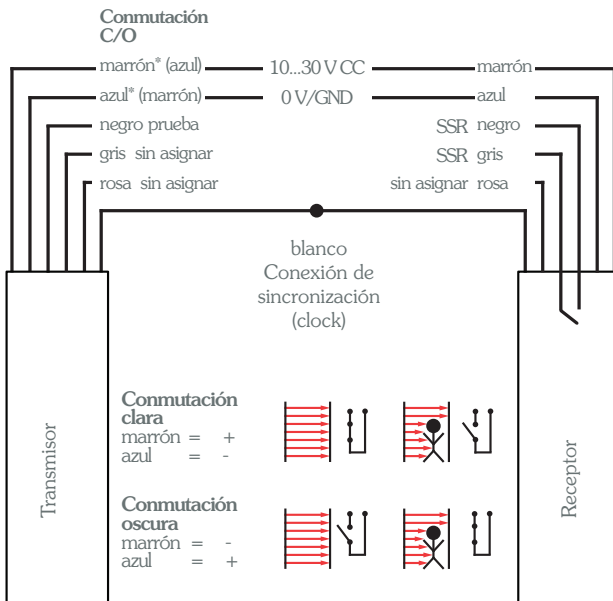 Conmutación
C/O
marrón* (azul) 10...30 V CC marrón
azul* (marrón) 0 V/GND azul
negro prueba SSR negro
gris sin asignar SSR gris
rosa sin asignar sin asignar rosa
blanco
Conexión de
sincronización
(clock)
Transmisor
Receptor
Conmutación
clara
marrón = +
azul = -
Conmutación
oscura
marrón = -
azul = +